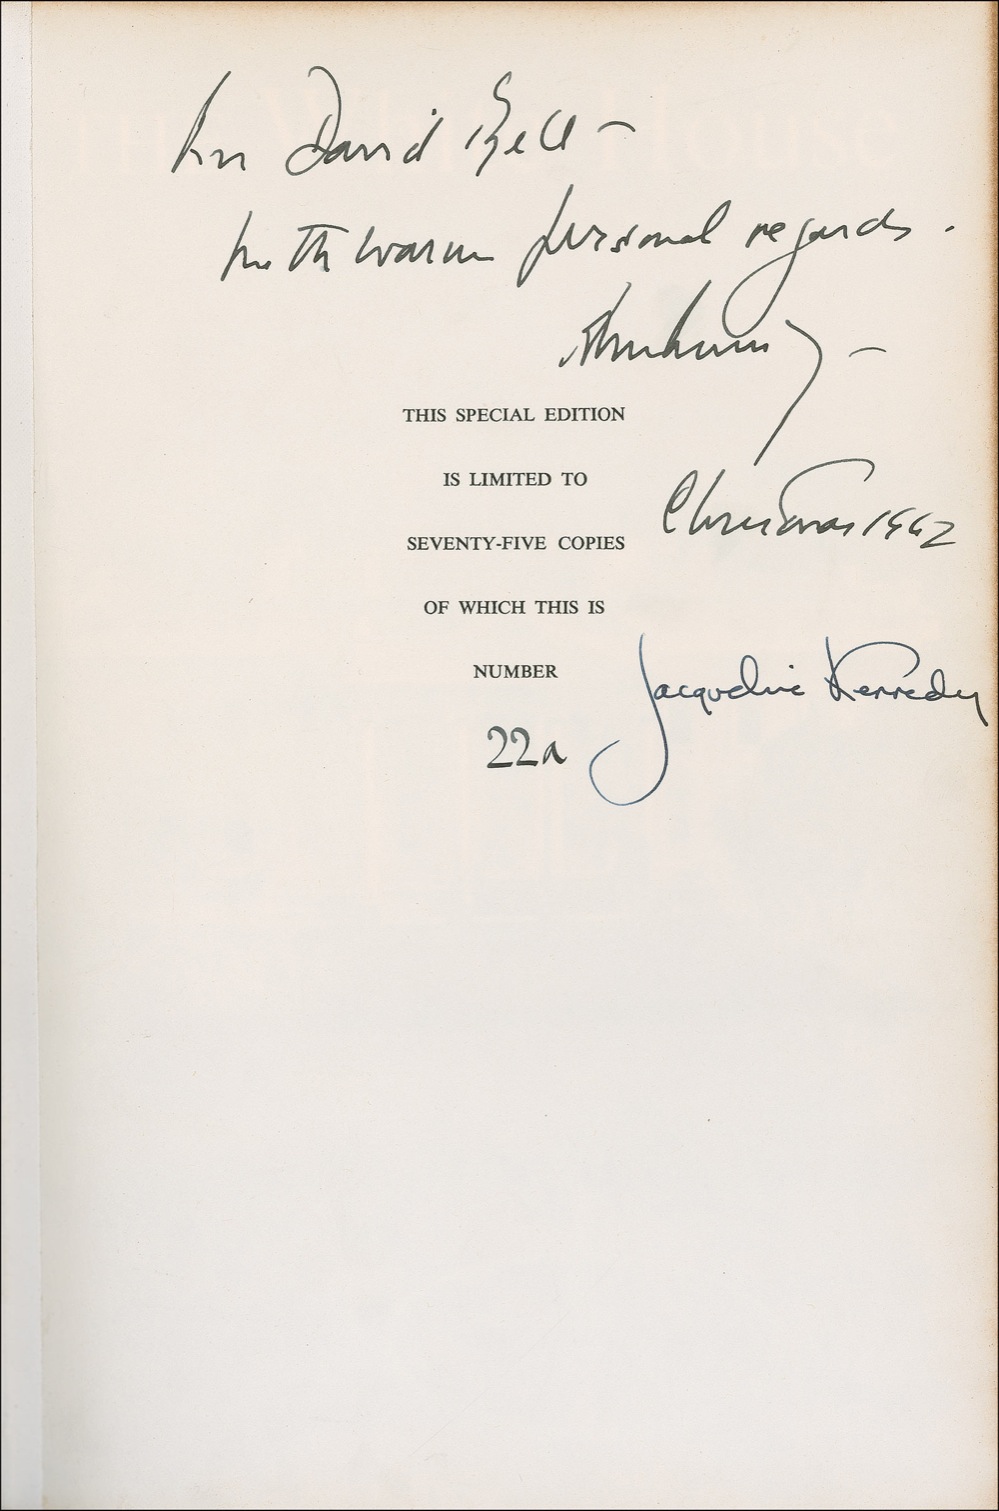 For David Bell –
with warm personal regards.
THIS SPECIAL EDITION
IS LIMITED TO
Christmas 1962
SEVENTY-FIVE COPIES
OF WHICH THIS IS
NUMBER
Jacqueline Kennedy
22a